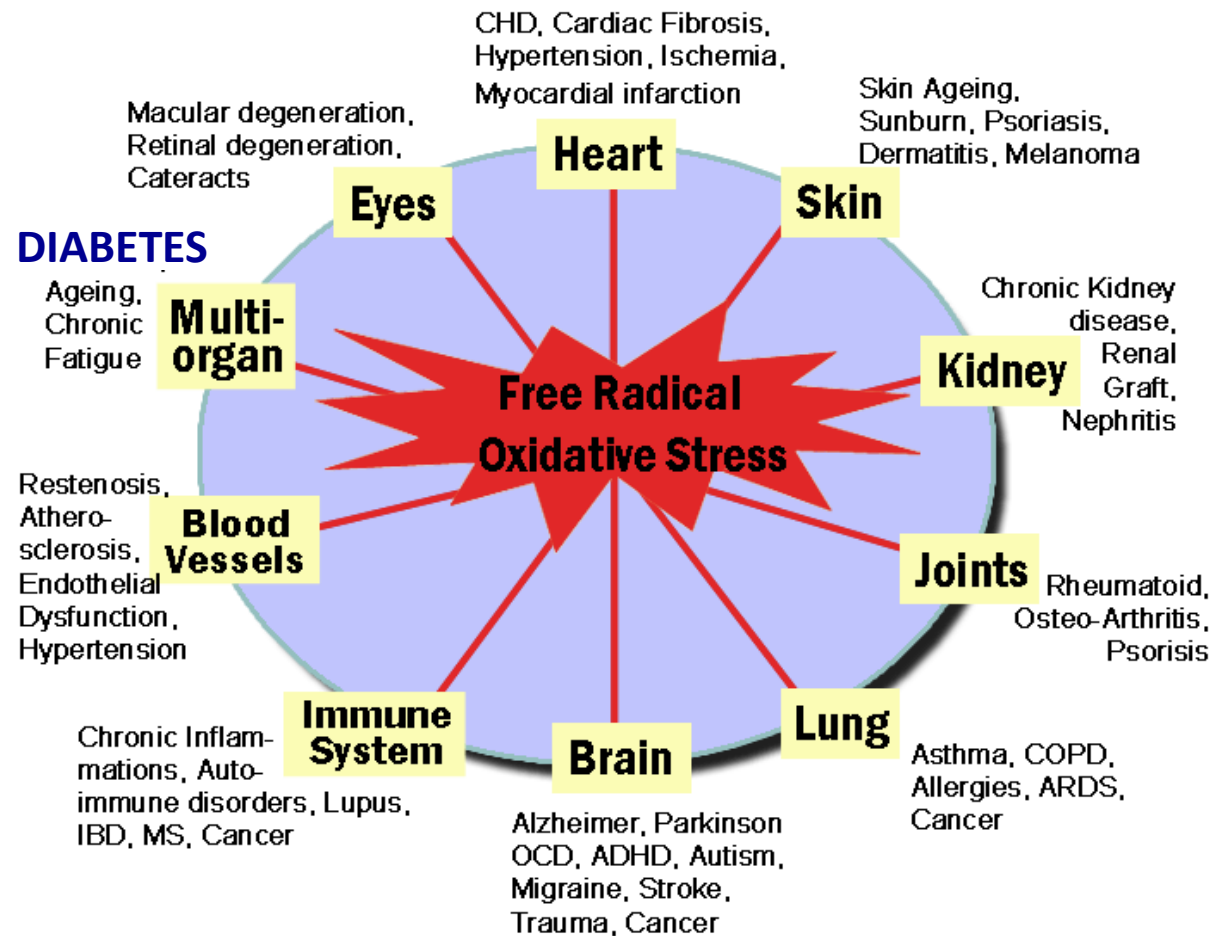 CHD, Cardiac Fibrosis,
Hypertension, Ischemia,
Myocardial infarction
Heart
Skin Ageing,
Sunburn, Psoriasis,
Dermatitis, Melanoma
Skin
Macular degeneration,
Retinal degeneration,
Cateracts
Eyes
DIABETES
Ageing,
Chronic
Fatigue
Multi-
organ
Chronic Kidney
disease,
Renal
Graft,
Nephritis
Kidney
Free Radical
Oxidative Stress
Restenosis,
Athero-
sclerosis,
Endothelial
Dysfunction,
Hypertension
Blood
Vessels
Joints
Rheumatoid,
Osteo-Arthritis,
Psorisis
Immune
System
Chronic Inflam-
mations, Auto-
immune disorders, Lupus,
IBD, MS, Cancer
Brain
Alzheimer, Parkinson
OCD, ADHD, Autism,
Migraine, Stroke,
Trauma, Cancer
Lung
Asthma, COPD,
Allergies, ARDS,
Cancer